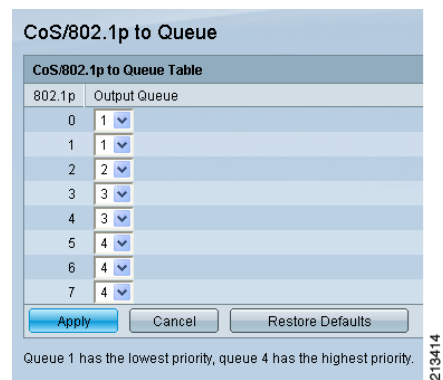 CoS/802.1p to Queue
CoS/802.1p to Queue Table
802.1p Output Queue
0 1
1 1
2 2
3 3
4 3
5 4
6 4
7 4
Apply Cancel Restore Defaults
Queue 1 has the lowest priority, queue 4 has the highest priority.
213414